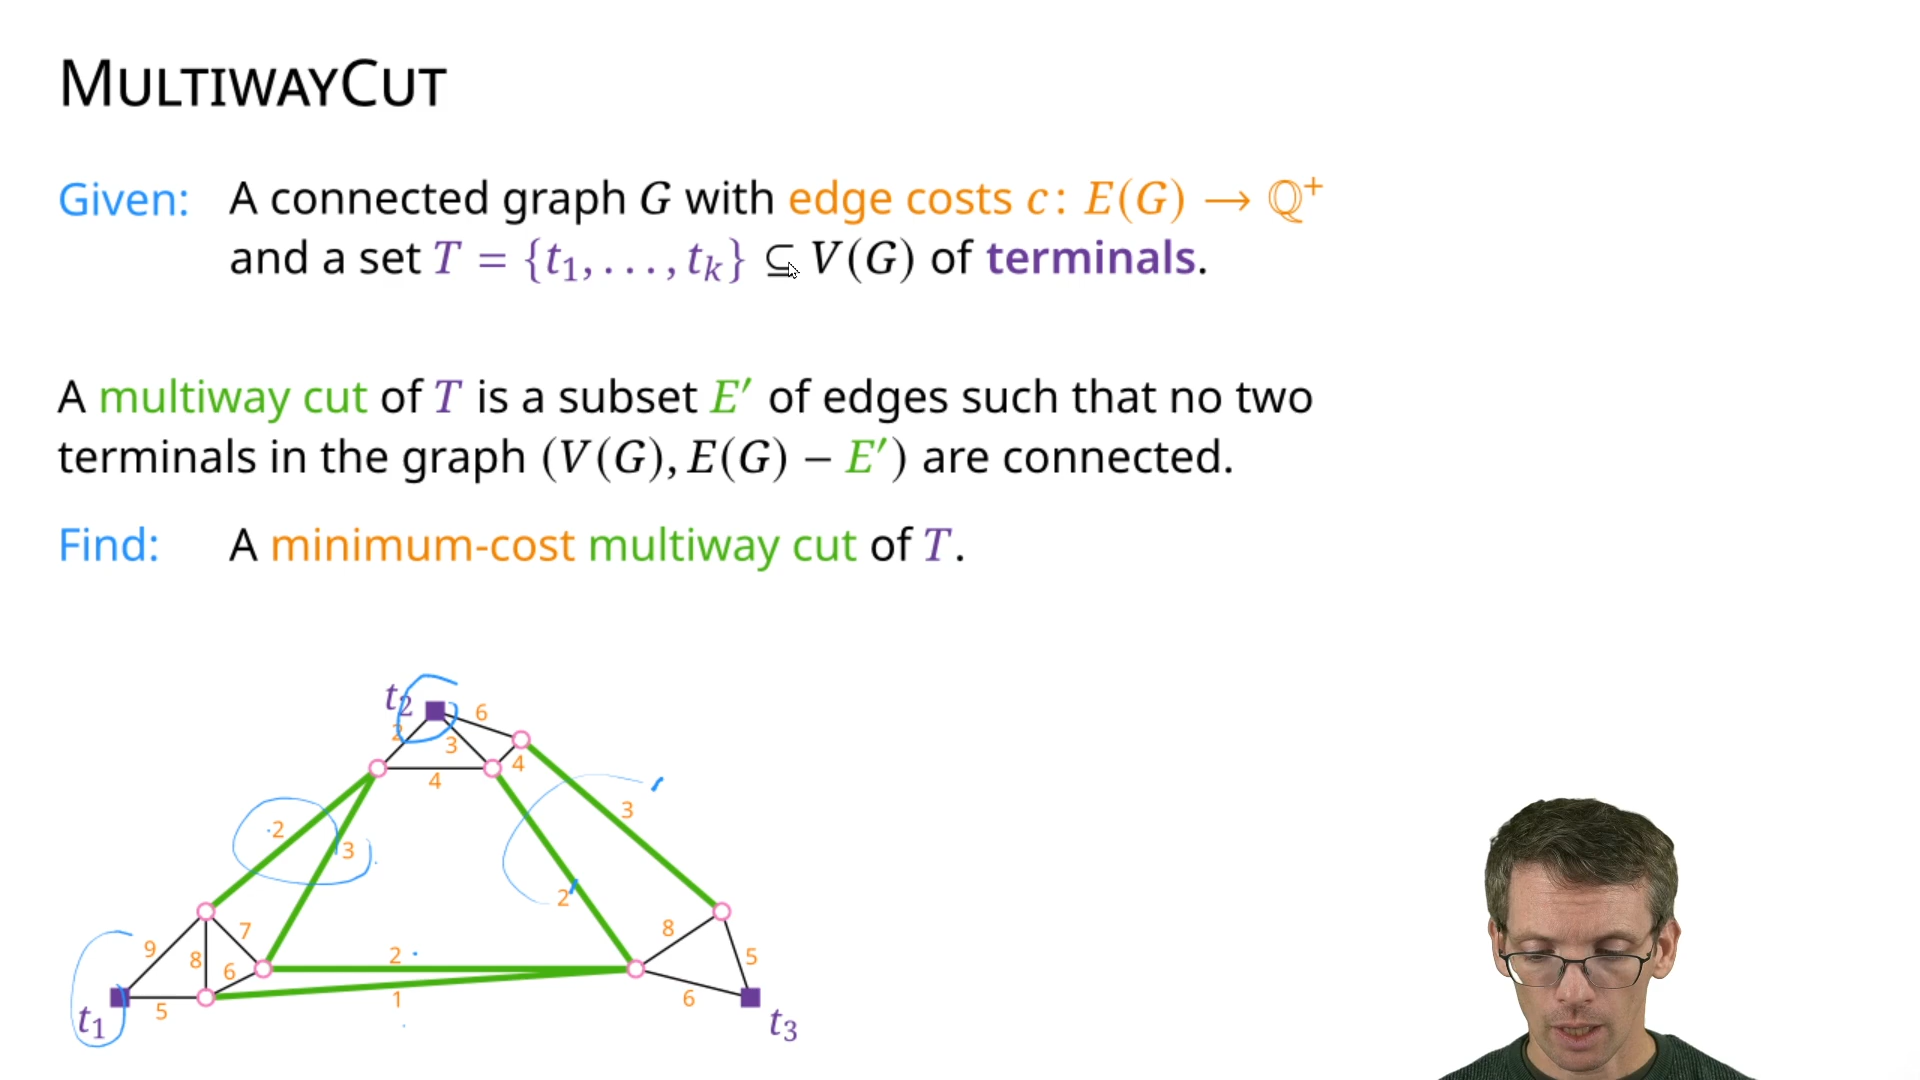 MULTIWAYCUT
Given: A connected graph G with edge costs c: E(G) → ℚ⁺
and a set T = {t₁, . . . , tₖ} ⊆ V(G) of terminals.
A multiway cut of T is a subset E′ of edges such that no two
terminals in the graph (V(G), E(G) − E′) are connected.
Find: A minimum-cost multiway cut of T.
t₂ 6
2 3
4
4
2 3 3
2
9 7 8
8 6 2 5
t₁ 5 1 6 t₃